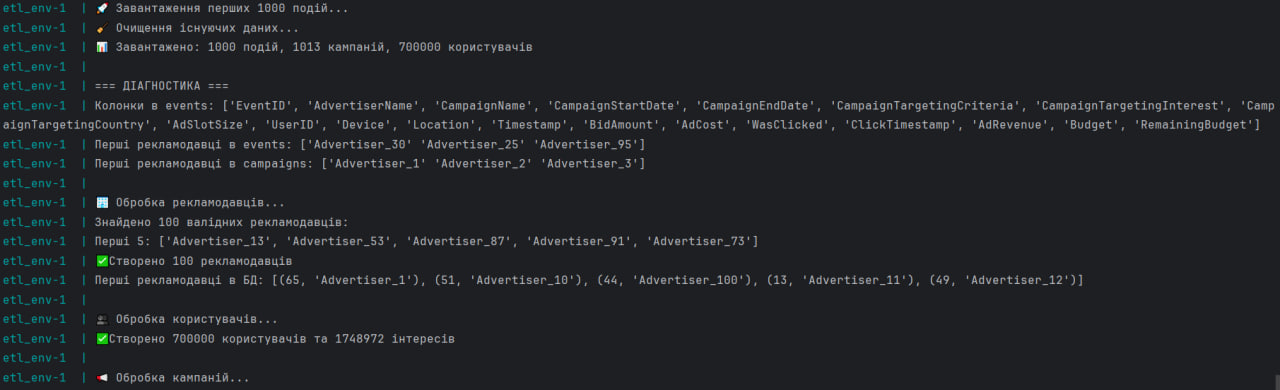 etl_env-1 | 🚀 Завантаження перших 1000 подій...
etl_env-1 | 🧹 Очищення існуючих даних...
etl_env-1 | 📊 Завантажено: 1000 подій, 1013 кампаній, 700000 користувачів
etl_env-1 |
etl_env-1 | === ДІАГНОСТИКА ===
etl_env-1 | Колонки в events: ['EventID', 'AdvertiserName', 'CampaignName', 'CampaignStartDate', 'CampaignEndDate', 'CampaignTargetingCriteria', 'CampaignTargetingInterest', 'Camp
aignTargetingCountry', 'AdSlotSize', 'UserID', 'Device', 'Location', 'Timestamp', 'BidAmount', 'AdCost', 'WasClicked', 'ClickTimestamp', 'AdRevenue', 'Budget', 'RemainingBudget']
etl_env-1 | Перші рекламодавці в events: ['Advertiser_30' 'Advertiser_25' 'Advertiser_95']
etl_env-1 | Перші рекламодавці в campaigns: ['Advertiser_1' 'Advertiser_2' 'Advertiser_3']
etl_env-1 |
etl_env-1 | 🏢 Обробка рекламодавців...
etl_env-1 | Знайдено 100 валідних рекламодавців:
etl_env-1 | Перші 5: ['Advertiser_13', 'Advertiser_53', 'Advertiser_87', 'Advertiser_91', 'Advertiser_73']
etl_env-1 | ✅Створено 100 рекламодавців
etl_env-1 | Перші рекламодавці в БД: [(65, 'Advertiser_1'), (51, 'Advertiser_10'), (44, 'Advertiser_100'), (13, 'Advertiser_11'), (49, 'Advertiser_12')]
etl_env-1 |
etl_env-1 | 👥 Обробка користувачів...
etl_env-1 | ✅Створено 700000 користувачів та 1748972 інтересів
etl_env-1 |
etl_env-1 | 📢 Обробка кампаній...